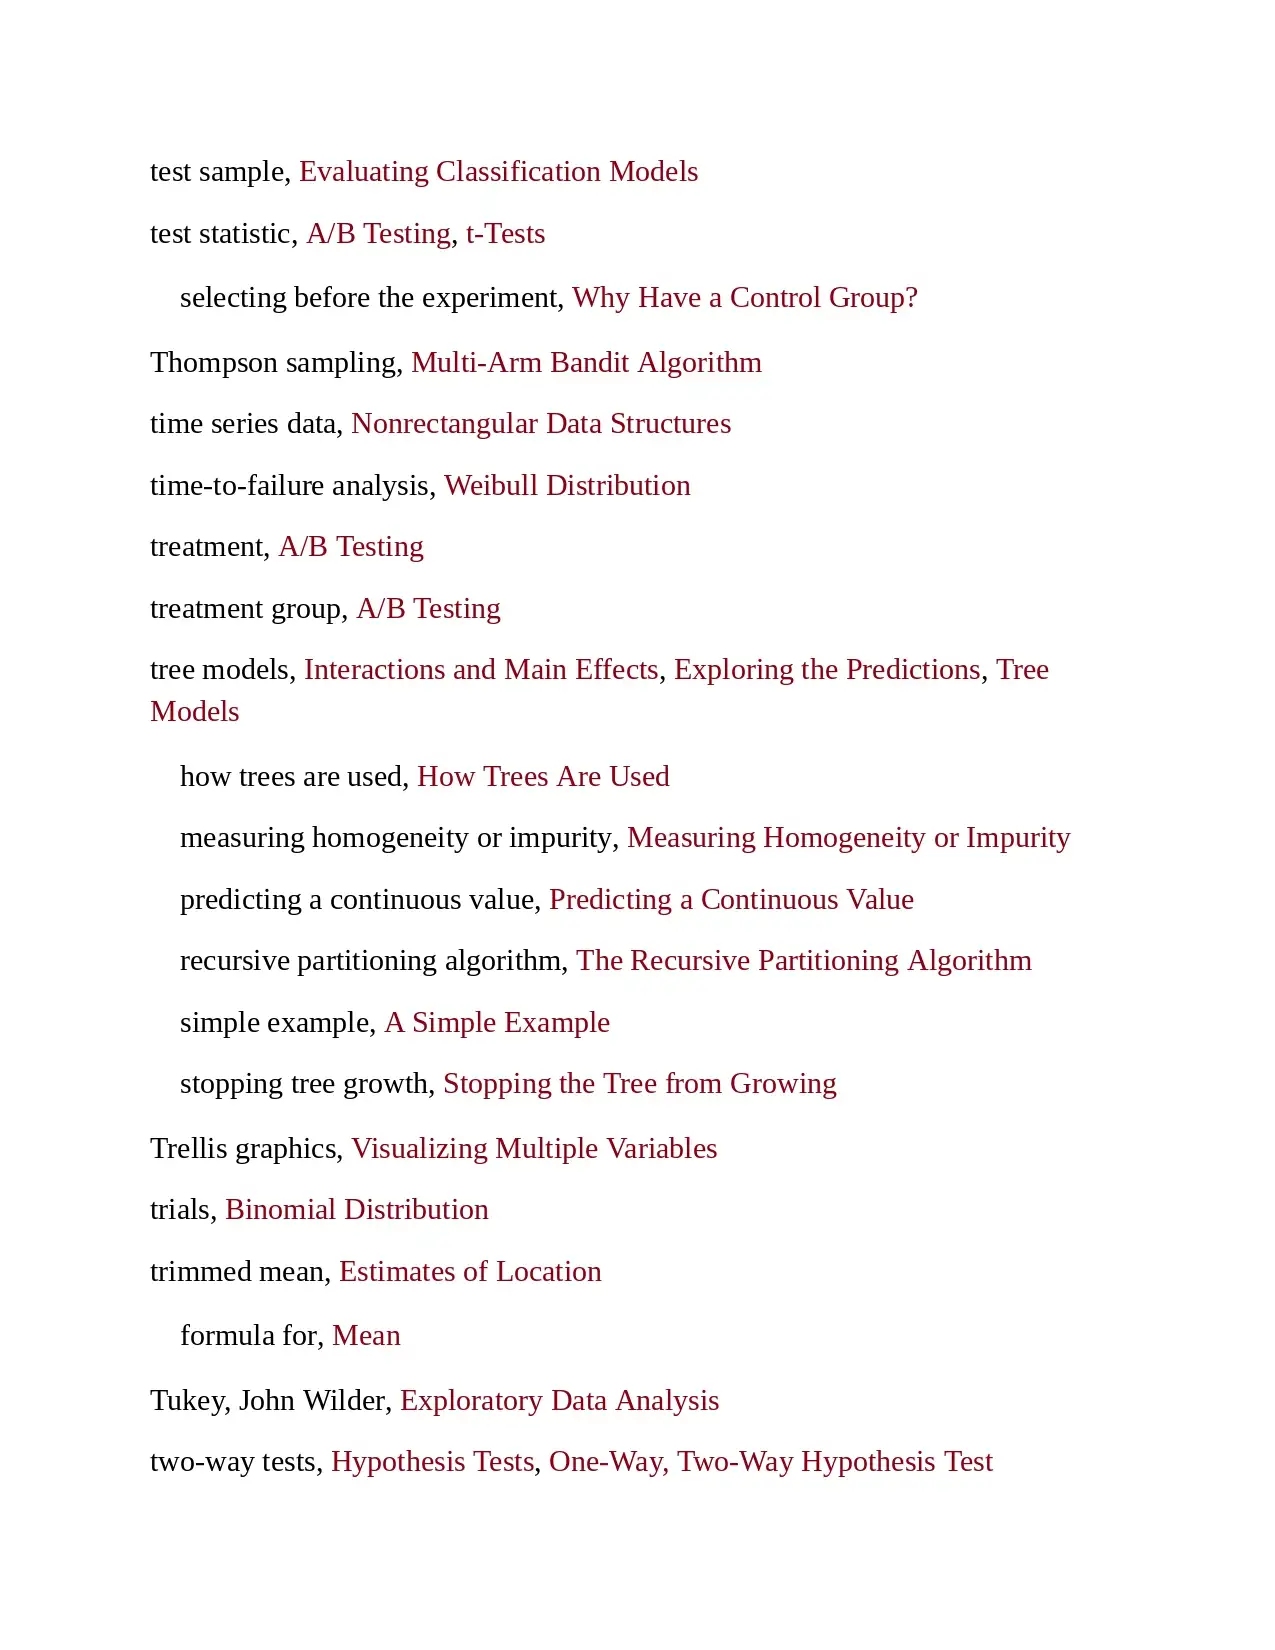 test sample, Evaluating Classification Models
test statistic, A/B Testing, t-Tests
selecting before the experiment, Why Have a Control Group?
Thompson sampling, Multi-Arm Bandit Algorithm
time series data, Nonrectangular Data Structures
time-to-failure analysis, Weibull Distribution
treatment, A/B Testing
treatment group, A/B Testing
tree models, Interactions and Main Effects, Exploring the Predictions, Tree
Models
how trees are used, How Trees Are Used
measuring homogeneity or impurity, Measuring Homogeneity or Impurity
predicting a continuous value, Predicting a Continuous Value
recursive partitioning algorithm, The Recursive Partitioning Algorithm
simple example, A Simple Example
stopping tree growth, Stopping the Tree from Growing
Trellis graphics, Visualizing Multiple Variables
trials, Binomial Distribution
trimmed mean, Estimates of Location
formula for, Mean
Tukey, John Wilder, Exploratory Data Analysis
two-way tests, Hypothesis Tests, One-Way, Two-Way Hypothesis Test